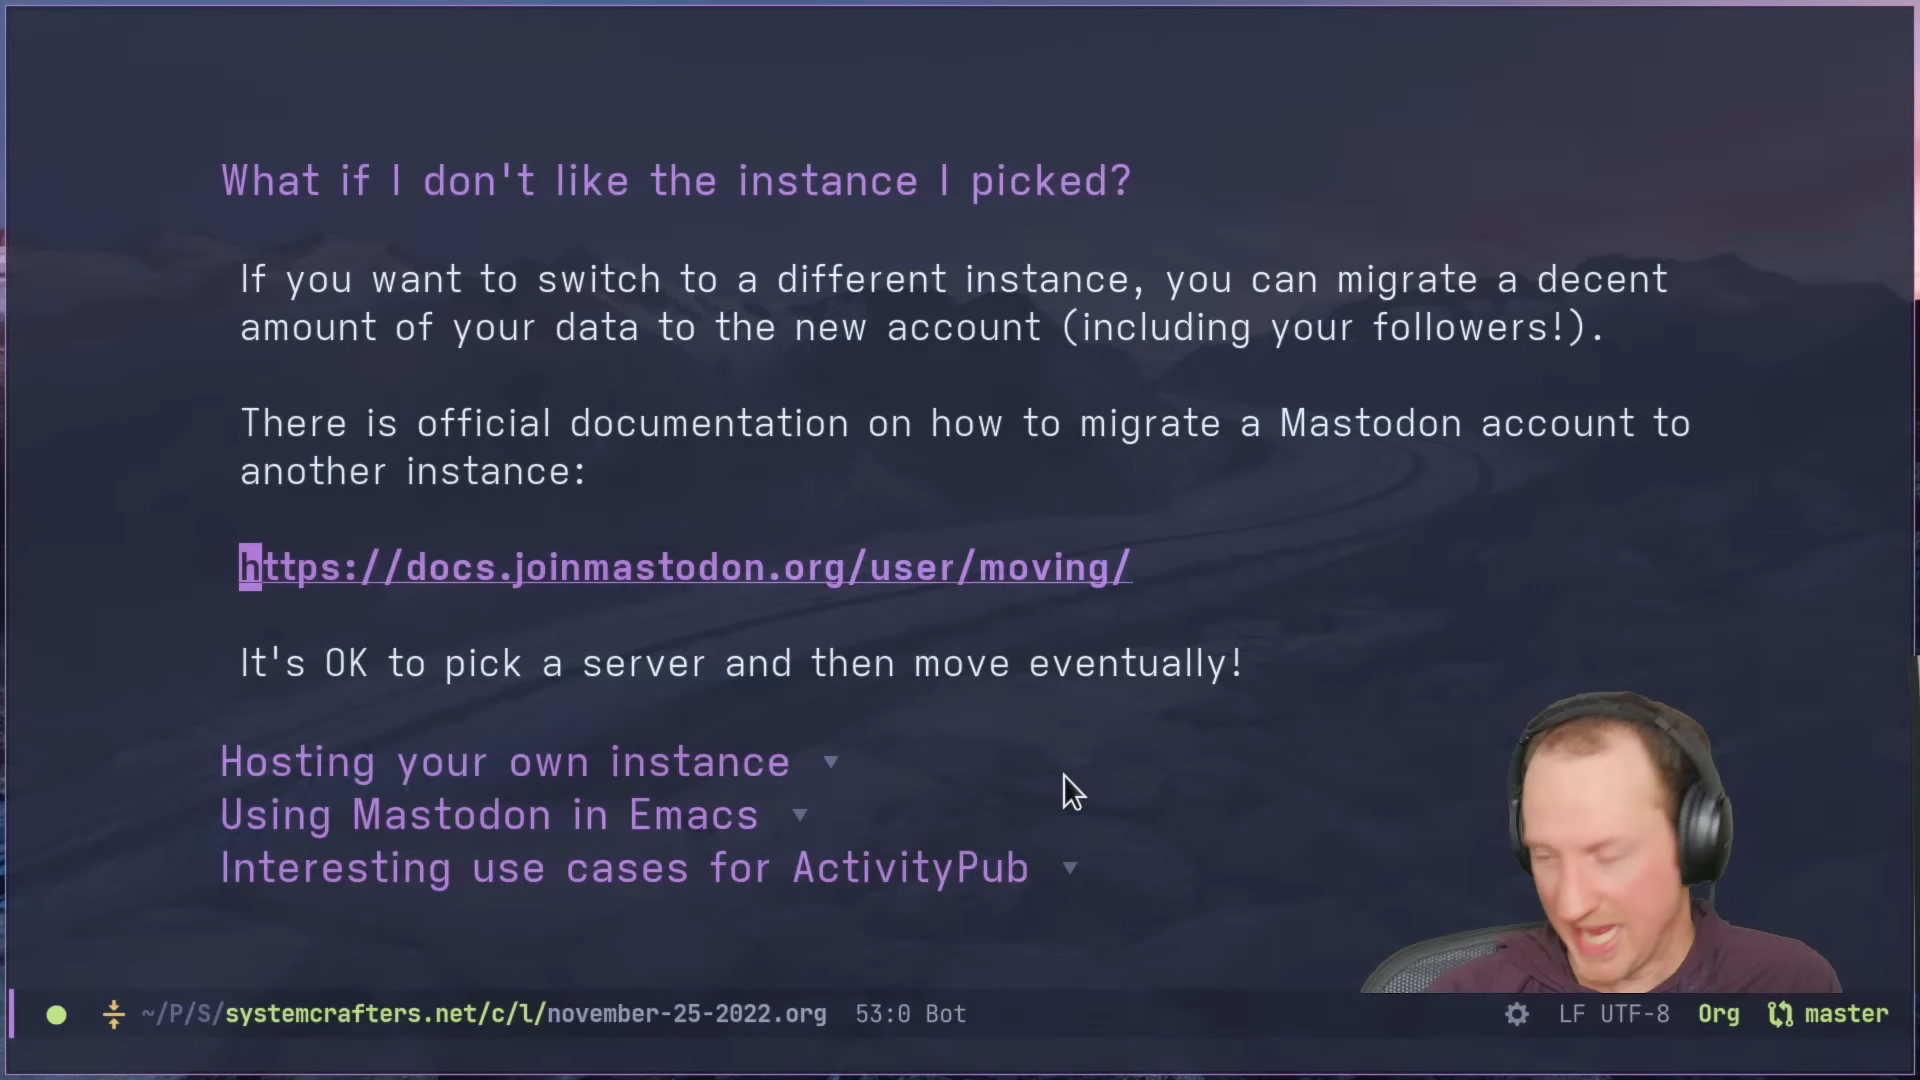 What if I don't like the instance I picked?
If you want to switch to a different instance, you can migrate a decent
amount of your data to the new account (including your followers!).
There is official documentation on how to migrate a Mastodon account to
another instance:
https://docs.joinmastodon.org/user/moving/
It's OK to pick a server and then move eventually!
Hosting your own instance
Using Mastodon in Emacs
Interesting use cases for ActivityPub
~/P/S/systemcrafters.net/c/l/november-25-2022.org 53:0 Bot LF UTF-8 Org master